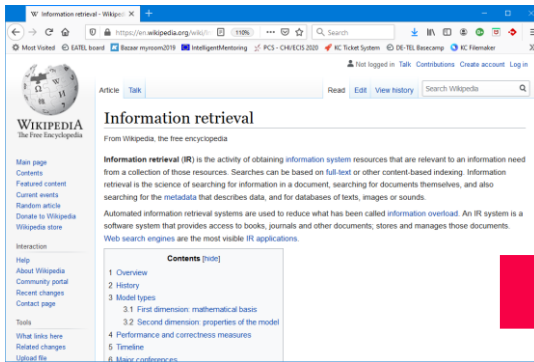 Information retrieval - Wikiped
https://en.wikipedia.org/wiki/
110%
Search
Most Visited
EATEL board
Bazaar myroom2019
IntelligentMentoring
PCS - CHI/ECIS 2020
KC Ticket System
DE-TEL Basecamp
KC Filemaker
Not logged in Talk Contributions Create account Log in
Article Talk
Read Edit View history
Search Wikipedia
WIKIPEDIA
The Free Encyclopedia
Main page
Contents
Featured content
Current events
Random article
Donate to Wikipedia
Wikipedia store
Interaction
Help
About Wikipedia
Community portal
Recent changes
Contact page
Tools
What links here
Related changes
Upload file
Information retrieval
From Wikipedia, the free encyclopedia
Information retrieval (IR) is the activity of obtaining information system resources that are relevant to an information need
from a collection of those resources. Searches can be based on full-text or other content-based indexing. Information
retrieval is the science of searching for information in a document, searching for documents themselves, and also
searching for the metadata that describes data, and for databases of texts, images or sounds.
Automated information retrieval systems are used to reduce what has been called information overload. An IR system is a
software system that provides access to books, journals and other documents; stores and manages those documents.
Web search engines are the most visible IR applications.
Contents [hide]
1 Overview
2 History
3 Model types
3.1 First dimension: mathematical basis
3.2 Second dimension: properties of the model
4 Performance and correctness measures
5 Timeline
6 Major conferences